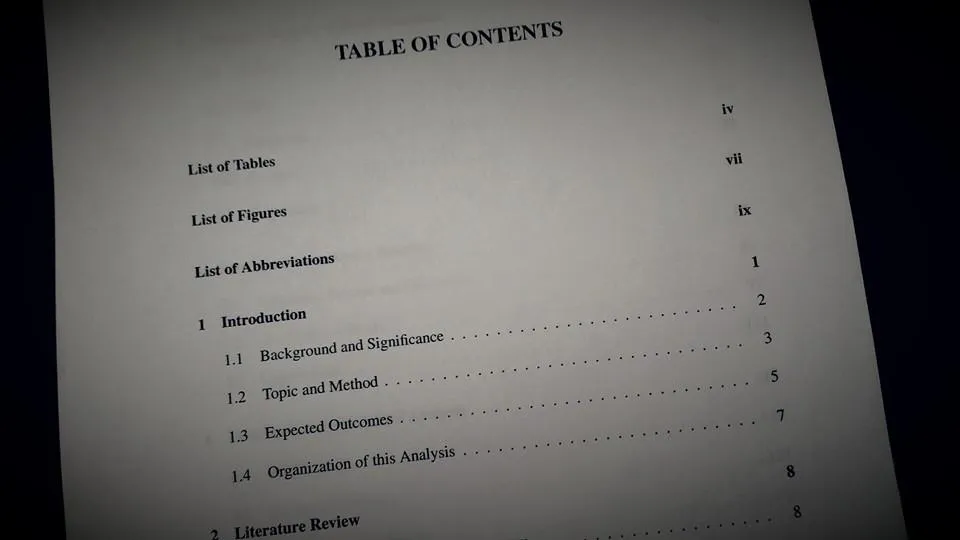 TABLE OF CONTENTS
List of Tables iv
List of Figures vii
List of Abbreviations ix
1 Introduction 1
1.1 Background and Significance . . . . . . . . . . . . . . . . . . . . . . . . . 2
1.2 Topic and Method . . . . . . . . . . . . . . . . . . . . . . . . . . . . . . . 3
1.3 Expected Outcomes . . . . . . . . . . . . . . . . . . . . . . . . . . . . . . 5
1.4 Organization of this Analysis . . . . . . . . . . . . . . . . . . . . . . . . . 7
2 Literature Review 8
. . . . . . . . . . . . . . . . 8